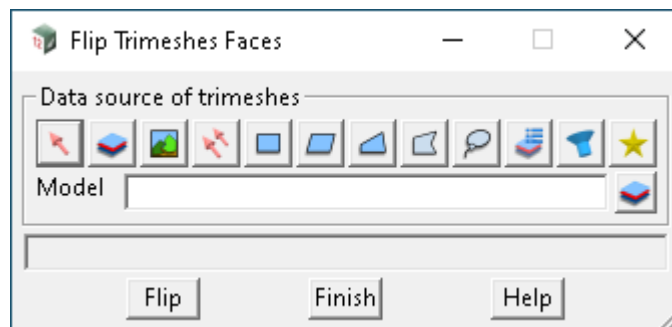 Flip Trimeshes Faces
Data source of trimeshes
Model
Flip Finish Help